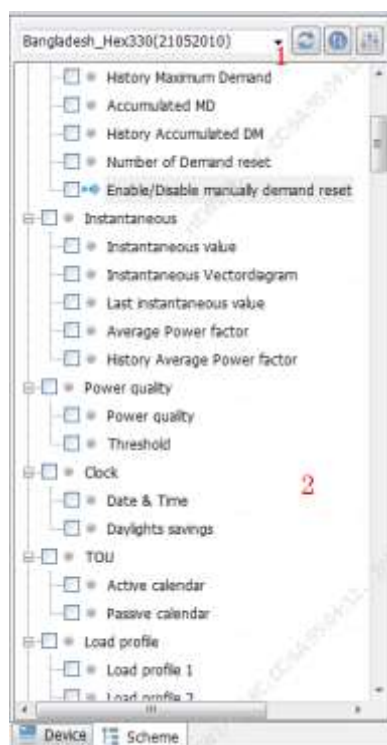 Bangladesh_Hex330(21052010)
1
History Maximum Demand
Accumulated MD
History Accumulated DM
Number of Demand reset
Enable/Disable manually demand reset
Instantaneous
Instantaneous value
Instantaneous Vectordiagram
Last instantaneous value
Average Power factor
History Average Power factor
Power quality
Power quality
Threshold
Clock
2
Date & Time
Daylights savings
TOU
Active calendar
Passive calendar
Load profile
Load profile 1
Load profile 2
Device
Scheme